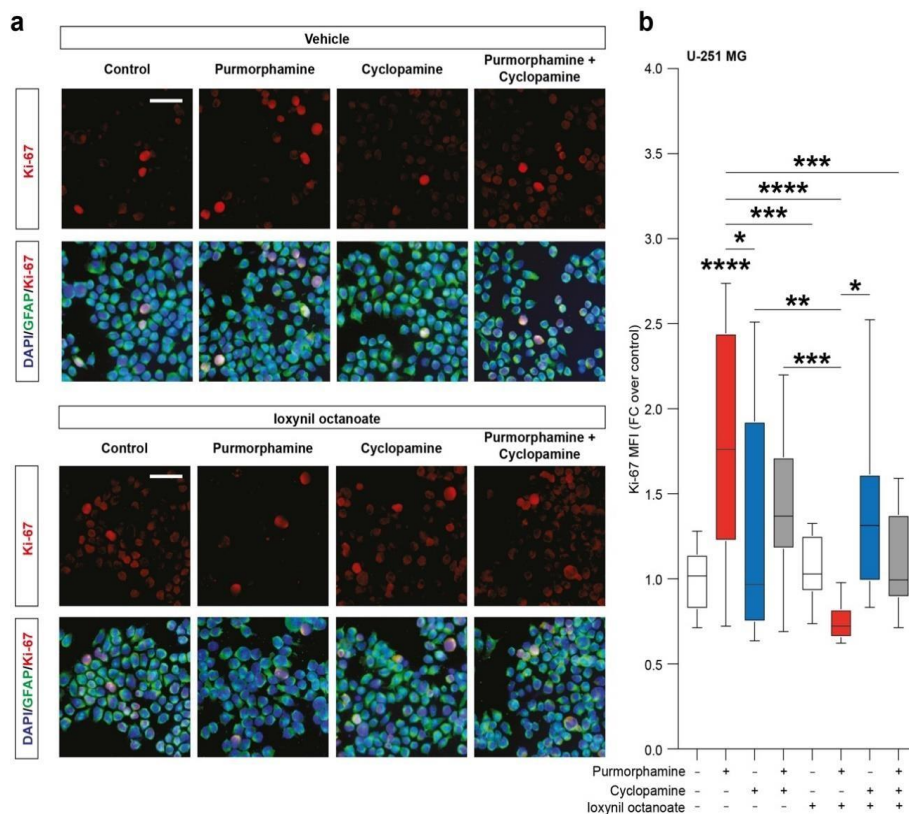 a
Vehicle
Control Purmorphamine Cyclopamine Purmorphamine + Cyclopamine
Ki-67
DAPI/GFAP/Ki-67
Ioxynil octanoate
Control Purmorphamine Cyclopamine Purmorphamine + Cyclopamine
Ki-67
DAPI/GFAP/Ki-67
b
U-251 MG
Ki-67 MFI (FC over control)
4.0
3.5
3.0
2.5
2.0
1.5
1.0
0.5
0.0
***
****
***
*
****
*
**
***
Purmorphamine - + - + - + - +
Cyclopamine - - + + - - + +
Ioxynil octanoate - - - - + + + +